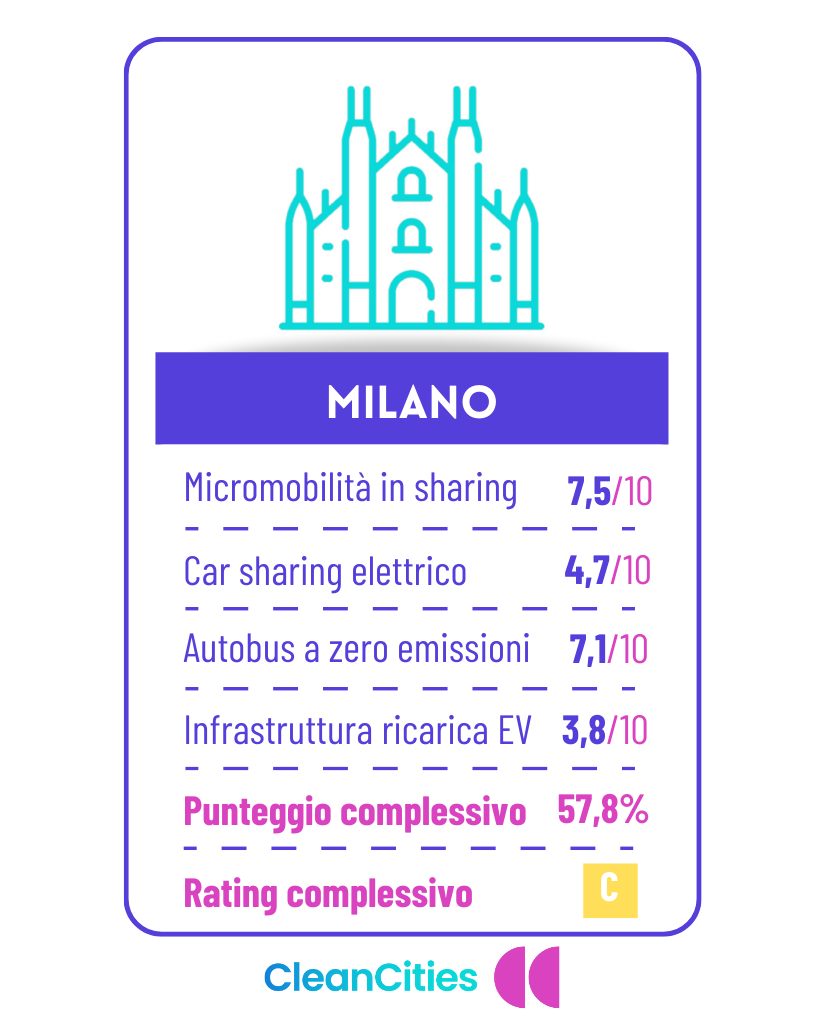 MILANO
Micromobilità in sharing 7,5/10
Car sharing elettrico 4,7/10
Autobus a zero emissioni 7,1/10
Infrastruttura ricarica EV 3,8/10
Punteggio complessivo 57,8%
Rating complessivo C
CleanCities